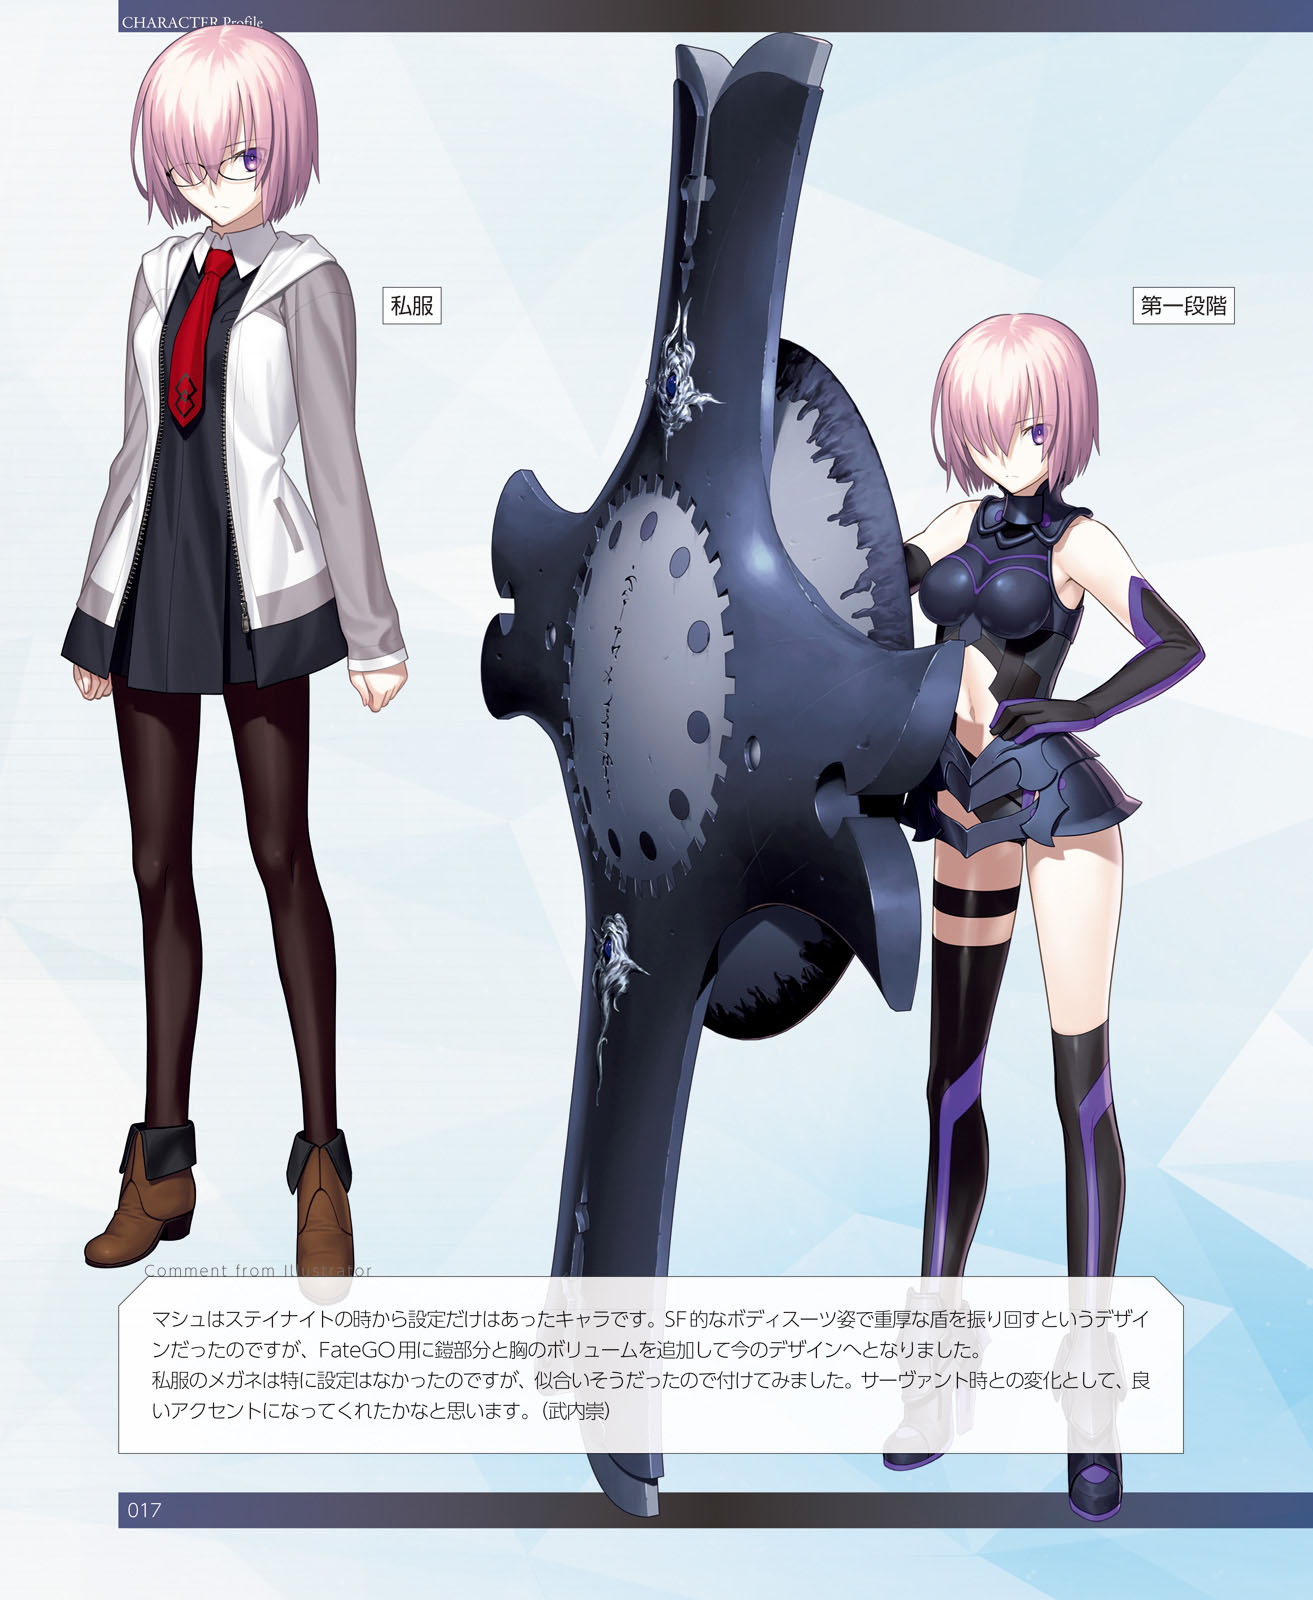 CHARACTER Profile
私服
第一段階
Comment from Illustrator
マシュはステイナイトの時から設定だけはあったキャラです。SF的なボディスーツ姿で重厚な盾を振り回すというデザイ
ンだったのですが、FateGO用に鎧部分と胸のボリュームを追加して今のデザインへとなりました。
私服のメガネは特に設定はなかったのですが、似合いそうだったので付けてみました。サーヴァント時との変化として、良
いアクセントになってくれたかなと思います。（武内崇）
017